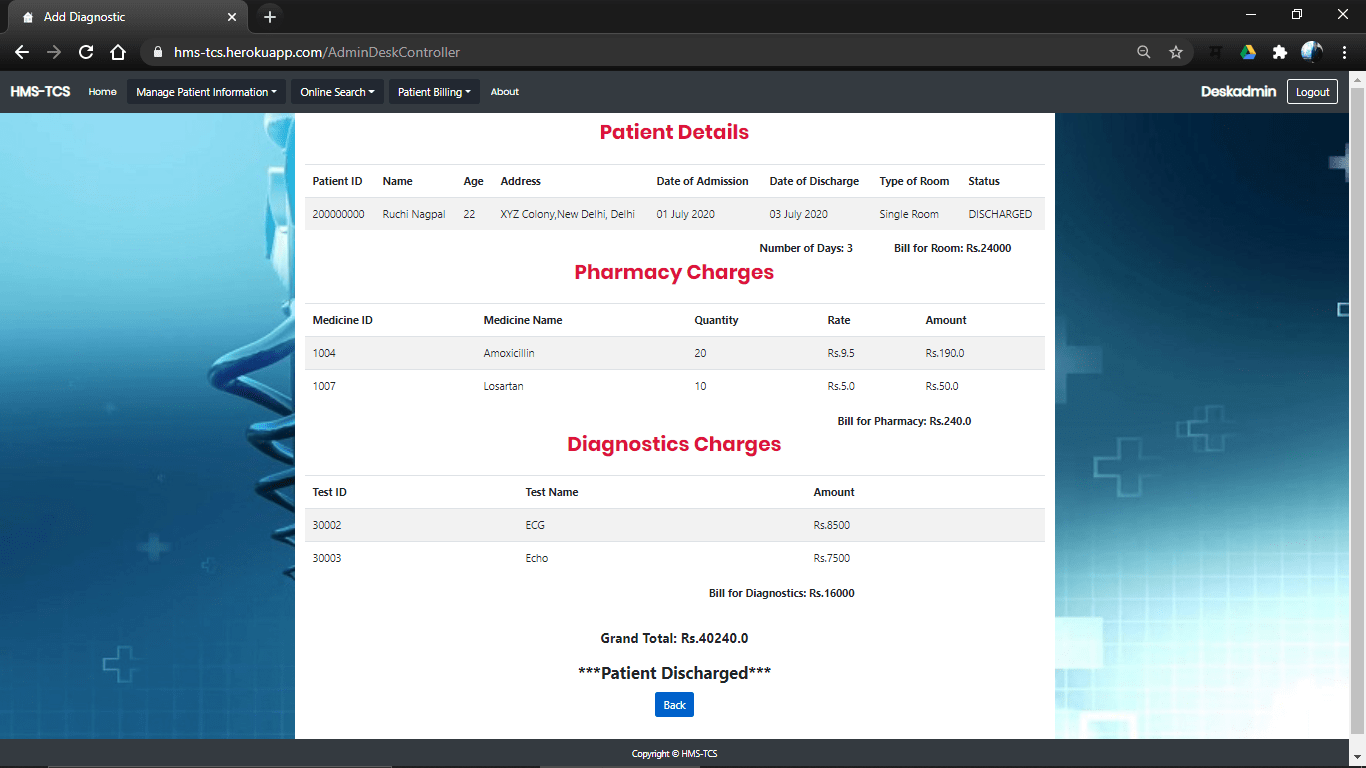 Add Diagnostic
hms-tcs.herokuapp.com/AdminDeskController
HMS-TCS Home Manage Patient Information Online Search Patient Billing About Deskadmin Logout
Patient Details
Patient ID Name Age Address Date of Admission Date of Discharge Type of Room Status
200000000 Ruchi Nagpal 22 XYZ Colony,New Delhi, Delhi 01 July 2020 03 July 2020 Single Room DISCHARGED
Number of Days: 3 Bill for Room: Rs.24000
Pharmacy Charges
Medicine ID Medicine Name Quantity Rate Amount
1004 Amoxicillin 20 Rs.9.5 Rs.190.0
1007 Losartan 10 Rs.5.0 Rs.50.0
Bill for Pharmacy: Rs.240.0
Diagnostics Charges
Test ID Test Name Amount
30002 ECG Rs.8500
30003 Echo Rs.7500
Bill for Diagnostics: Rs.16000
Grand Total: Rs.40240.0
***Patient Discharged***
Back
Copyright © HMS-TCS